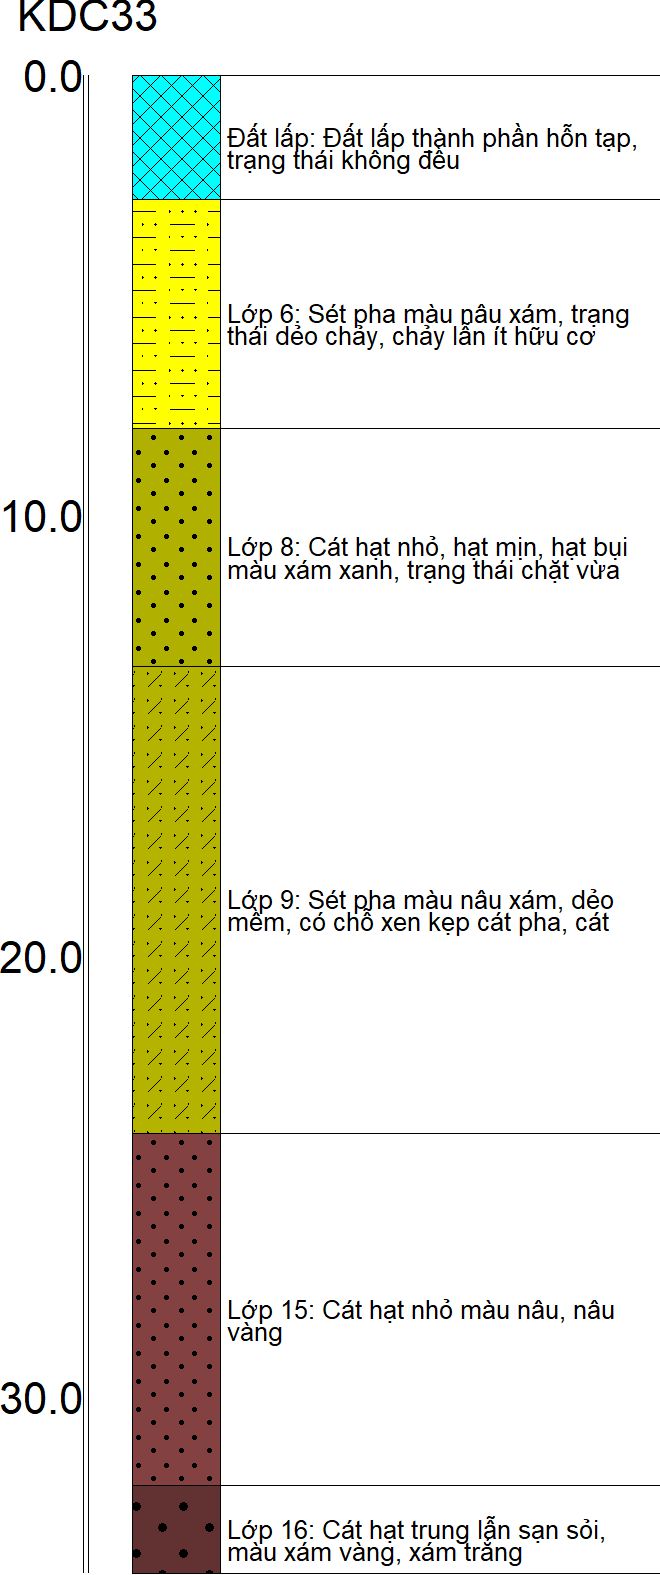 KDC33
0.0
Đất lấp: Đất lấp thành phần hỗn tạp,
trạng thái không đều
Lớp 6: Sét pha màu nâu xám, trạng
thái dẻo chảy, chảy lẫn ít hữu cơ
10.0
Lớp 8: Cát hạt nhỏ, hạt mịn, hạt bụi
màu xám xanh, trạng thái chặt vừa
Lớp 9: Sét pha màu nâu xám, dẻo
mềm, có chỗ xen kẹp cát pha, cát
20.0
Lớp 15: Cát hạt nhỏ màu nâu, nâu
vàng
30.0
Lớp 16: Cát hạt trung lẫn sạn sỏi,
màu xám vàng, xám trắng